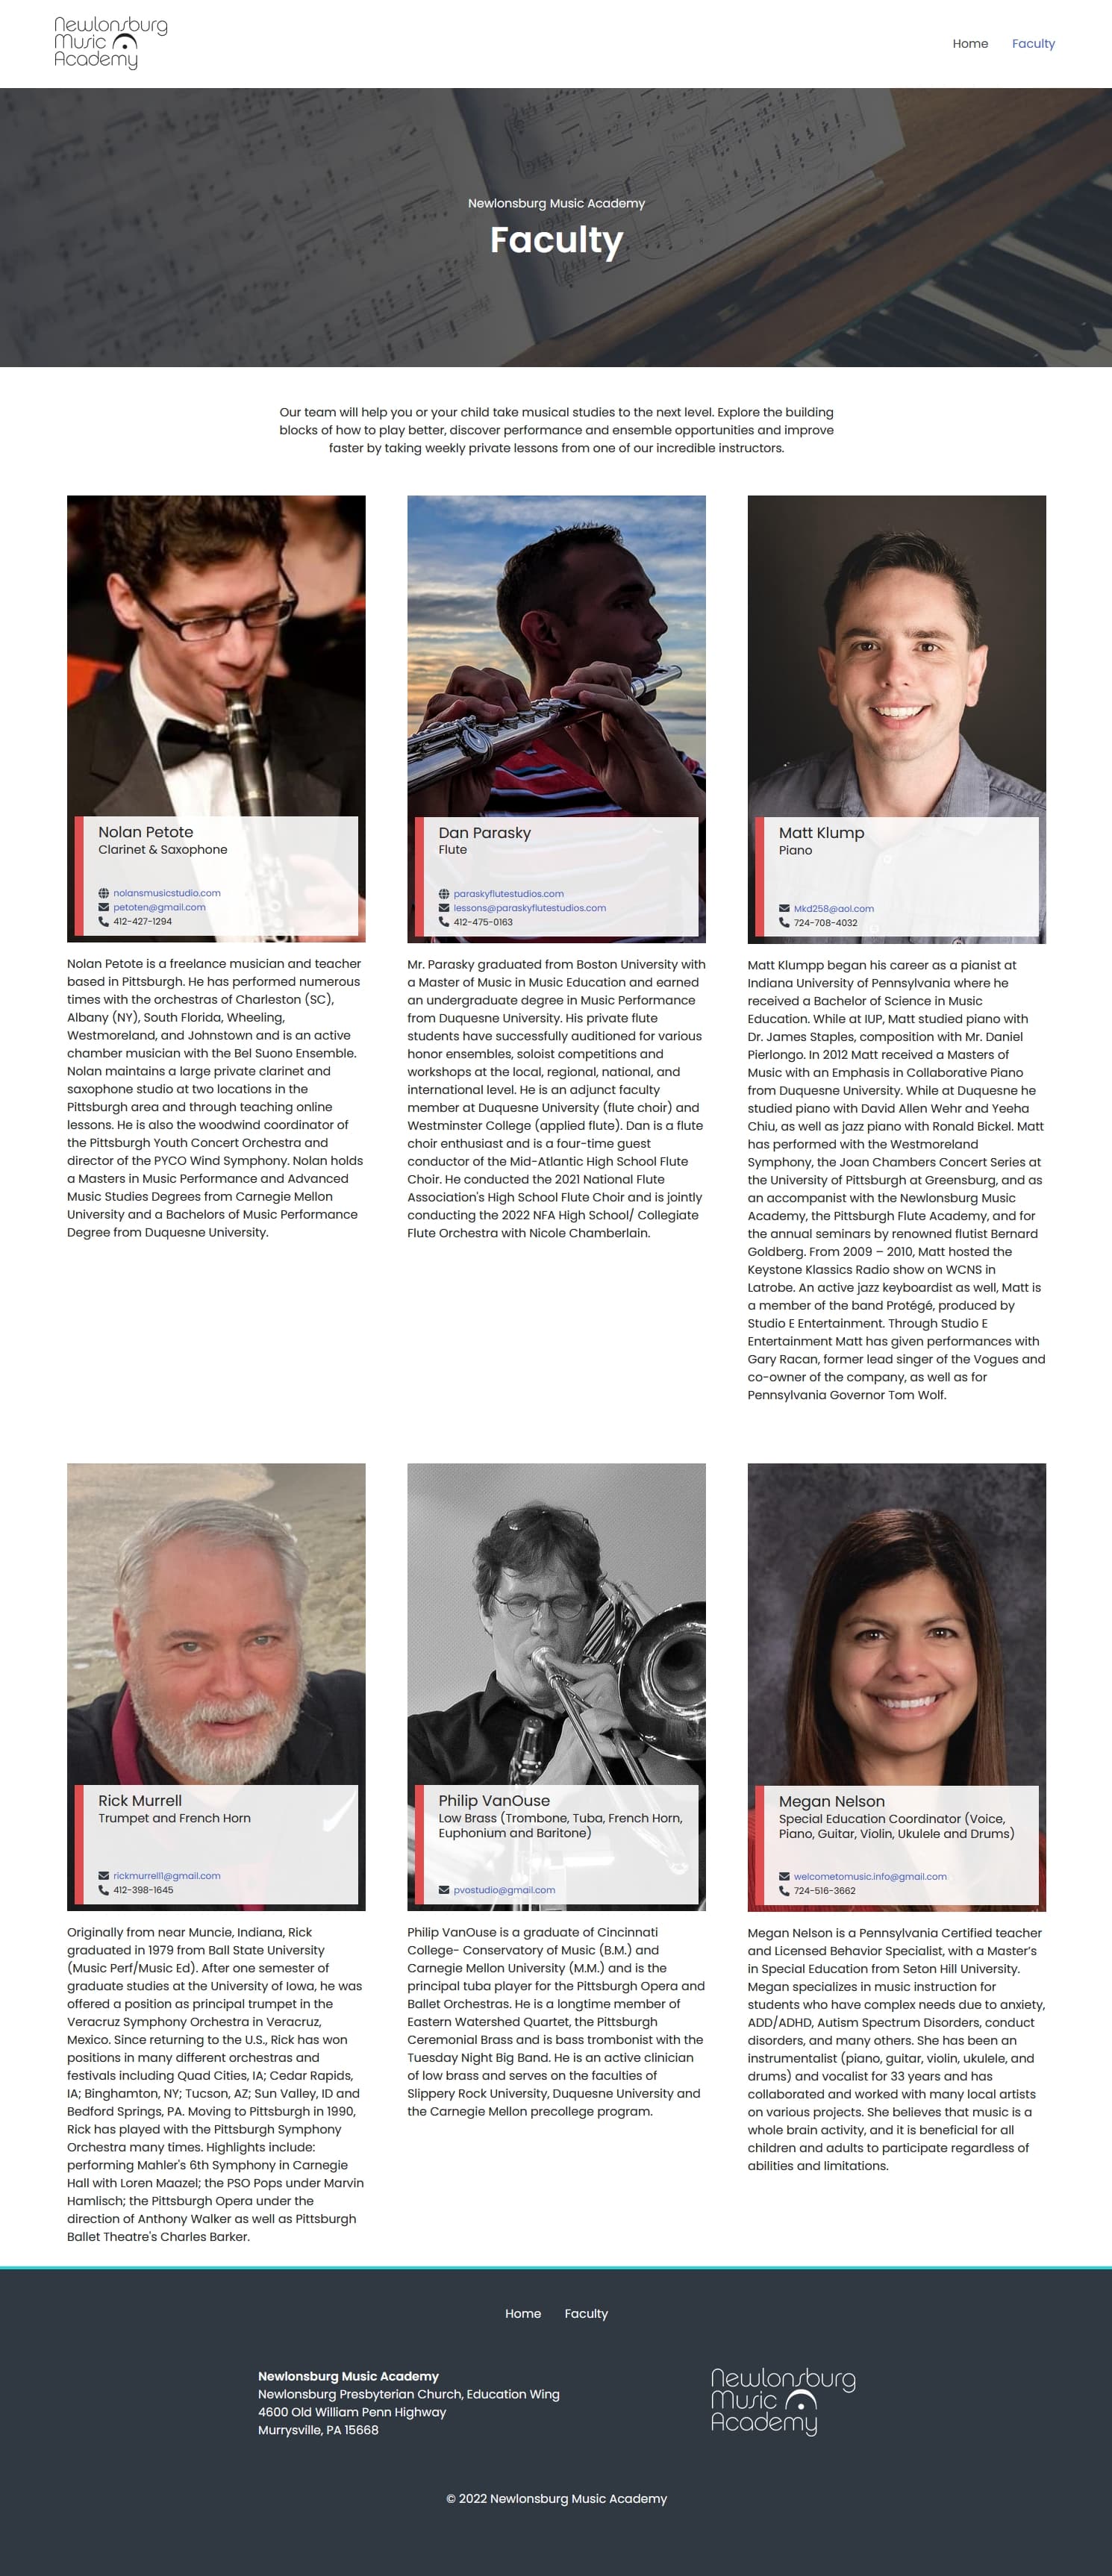 Newlonsburg
Music
Academy
Home Faculty
Newlonsburg Music Academy
Faculty
Our team will help you or your child take musical studies to the next level. Explore the building
blocks of how to play better, discover performance and ensemble opportunities and improve
faster by taking weekly private lessons from one of our incredible instructors.
Nolan Petote
Clarinet & Saxophone
nolansmusicstudio.com
petoten@gmail.com
412-427-1294
Nolan Petote is a freelance musician and teacher
based in Pittsburgh. He has performed numerous
times with the orchestras of Charleston (SC),
Albany (NY), South Florida, Wheeling,
Westmoreland, and Johnstown and is an active
chamber musician with the Bel Suono Ensemble.
Nolan maintains a large private clarinet and
saxophone studio at two locations in the
Pittsburgh area and through teaching online
lessons. He is also the woodwind coordinator of
the Pittsburgh Youth Concert Orchestra and
director of the PYCO Wind Symphony. Nolan holds
a Masters in Music Performance and Advanced
Music Studies Degrees from Carnegie Mellon
University and a Bachelors of Music Performance
Degree from Duquesne University.
Dan Parasky
Flute
paraskyflutestudios.com
lessons@paraskyflutestudios.com
412-475-0163
Mr. Parasky graduated from Boston University with
a Master of Music in Music Education and earned
an undergraduate degree in Music Performance
from Duquesne University. His private flute
students have successfully auditioned for various
honor ensembles, soloist competitions and
workshops at the local, regional, national, and
international level. He is an adjunct faculty
member at Duquesne University (flute choir) and
Westminster College (applied flute). Dan is a flute
choir enthusiast and is a four-time guest
conductor of the Mid-Atlantic High School Flute
Choir. He conducted the 2021 National Flute
Association's High School Flute Choir and is jointly
conducting the 2022 NFA High School/ Collegiate
Flute Orchestra with Nicole Chamberlain.
Matt Klump
Piano
Mkd258@aol.com
724-708-4032
Matt Klumpp began his career as a pianist at
Indiana University of Pennsylvania where he
received a Bachelor of Science in Music
Education. While at IUP, Matt studied piano with
Dr. James Staples, composition with Mr. Daniel
Pierlongo. In 2012 Matt received a Masters of
Music with an Emphasis in Collaborative Piano
from Duquesne University. While at Duquesne he
studied piano with David Allen Wehr and Yeeha
Chiu, as well as jazz piano with Ronald Bickel. Matt
has performed with the Westmoreland
Symphony, the Joan Chambers Concert Series at
the University of Pittsburgh at Greensburg, and as
an accompanist with the Newlonsburg Music
Academy, the Pittsburgh Flute Academy, and for
the annual seminars by renowned flutist Bernard
Goldberg. From 2009 – 2010, Matt hosted the
Keystone Klassics Radio show on WCNS in
Latrobe. An active jazz keyboardist as well, Matt is
a member of the band Protégé, produced by
Studio E Entertainment. Through Studio E
Entertainment Matt has given performances with
Gary Racan, former lead singer of the Vogues and
co-owner of the company, as well as for
Pennsylvania Governor Tom Wolf.
Rick Murrell
Trumpet and French Horn
rickmurrell1@gmail.com
412-398-1645
Originally from near Muncie, Indiana, Rick
graduated in 1979 from Ball State University
(Music Perf/Music Ed). After one semester of
graduate studies at the University of Iowa, he was
offered a position as principal trumpet in the
Veracruz Symphony Orchestra in Veracruz,
Mexico. Since returning to the U.S., Rick has won
positions in many different orchestras and
festivals including Quad Cities, IA; Cedar Rapids,
IA; Binghamton, NY; Tucson, AZ; Sun Valley, ID and
Bedford Springs, PA. Moving to Pittsburgh in 1990,
Rick has played with the Pittsburgh Symphony
Orchestra many times. Highlights include:
performing Mahler's 6th Symphony in Carnegie
Hall with Loren Maazel; the PSO Pops under Marvin
Hamlisch; the Pittsburgh Opera under the
direction of Anthony Walker as well as Pittsburgh
Ballet Theatre's Charles Barker.
Philip VanOuse
Low Brass (Trombone, Tuba, French Horn,
Euphonium and Baritone)
pvostudio@gmail.com
Philip VanOuse is a graduate of Cincinnati
College- Conservatory of Music (B.M.) and
Carnegie Mellon University (M.M.) and is the
principal tuba player for the Pittsburgh Opera and
Ballet Orchestras. He is a longtime member of
Eastern Watershed Quartet, the Pittsburgh
Ceremonial Brass and is bass trombonist with the
Tuesday Night Big Band. He is an active clinician
of low brass and serves on the faculties of
Slippery Rock University, Duquesne University and
the Carnegie Mellon precollege program.
Megan Nelson
Special Education Coordinator (Voice,
Piano, Guitar, Violin, Ukulele and Drums)
welcometomusic.info@gmail.com
724-516-3662
Megan Nelson is a Pennsylvania Certified teacher
and Licensed Behavior Specialist, with a Master’s
in Special Education from Seton Hill University.
Megan specializes in music instruction for
students who have complex needs due to anxiety,
ADD/ADHD, Autism Spectrum Disorders, conduct
disorders, and many others. She has been an
instrumentalist (piano, guitar, violin, ukulele, and
drums) and vocalist for 33 years and has
collaborated and worked with many local artists
on various projects. She believes that music is a
whole brain activity, and it is beneficial for all
children and adults to participate regardless of
abilities and limitations.
Home Faculty
Newlonsburg Music Academy
Newlonsburg Presbyterian Church, Education Wing
4600 Old William Penn Highway
Murrysville, PA 15668
Newlonsburg
Music
Academy
© 2022 Newlonsburg Music Academy